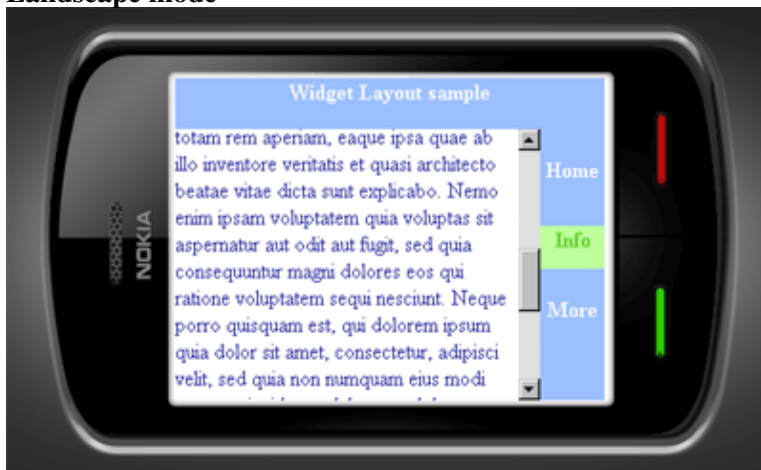 Landscape mode
Widget Layout sample
totam rem aperiam, eaque ipsa quae ab
illo inventore veritatis et quasi architecto
beatae vitae dicta sunt explicabo. Nemo
enim ipsam voluptatem quia voluptas sit
aspernatur aut odit aut fugit, sed quia
consequuntur magni dolores eos qui
ratione voluptatem sequi nesciunt. Neque
porro quisquam est, qui dolorem ipsum
quia dolor sit amet, consectetur, adipisci
velit, sed quia non numquam eius modi
Home
Info
More
NOKIA